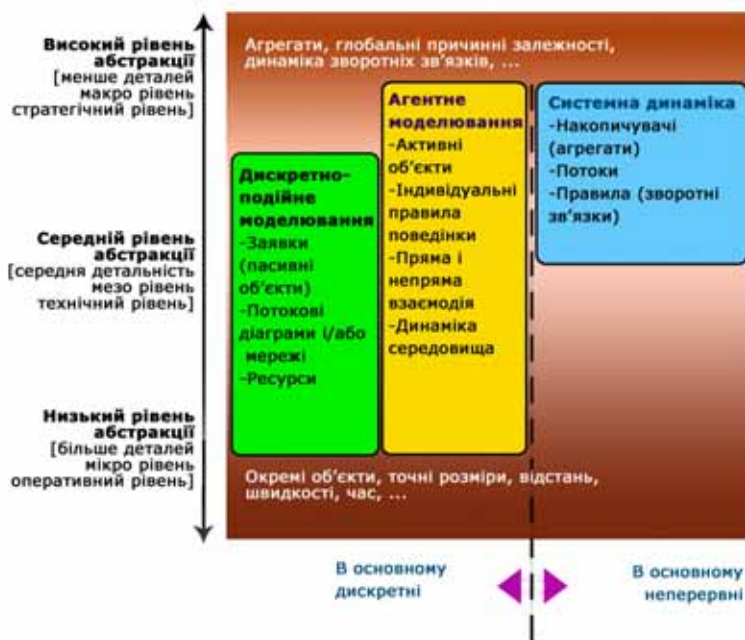 Високий рівень
абстракції
[менше деталей
макро рівень
стратегічний рівень]
Середній рівень
абстракції
[середня детальність
мезо рівень
технічний рівень]
Низький рівень
абстракції
[більше деталей
мікро рівень
оперативний рівень]
Агрегати, глобальні причинні залежності,
динаміка зворотніх зв'язків, ...
Дискретно-
подійне
моделювання
-Заявки
(пасивні
об'єкти)
-Потокові
діаграми і/або
мережі
-Ресурси
Агентне
моделювання
-Активні
об'єкти
-Індивідуальні
правила
поведінки
-Пряма і
непряма
взаємодія
-Динаміка
середовища
Системна динаміка
-Накопичувачі
(агрегати)
-Потоки
-Правила (зворотні
зв'язки)
Окремі об'єкти, точні розміри, відстань,
швидкості, час, ...
В основному
дискретні
В основному
неперервні